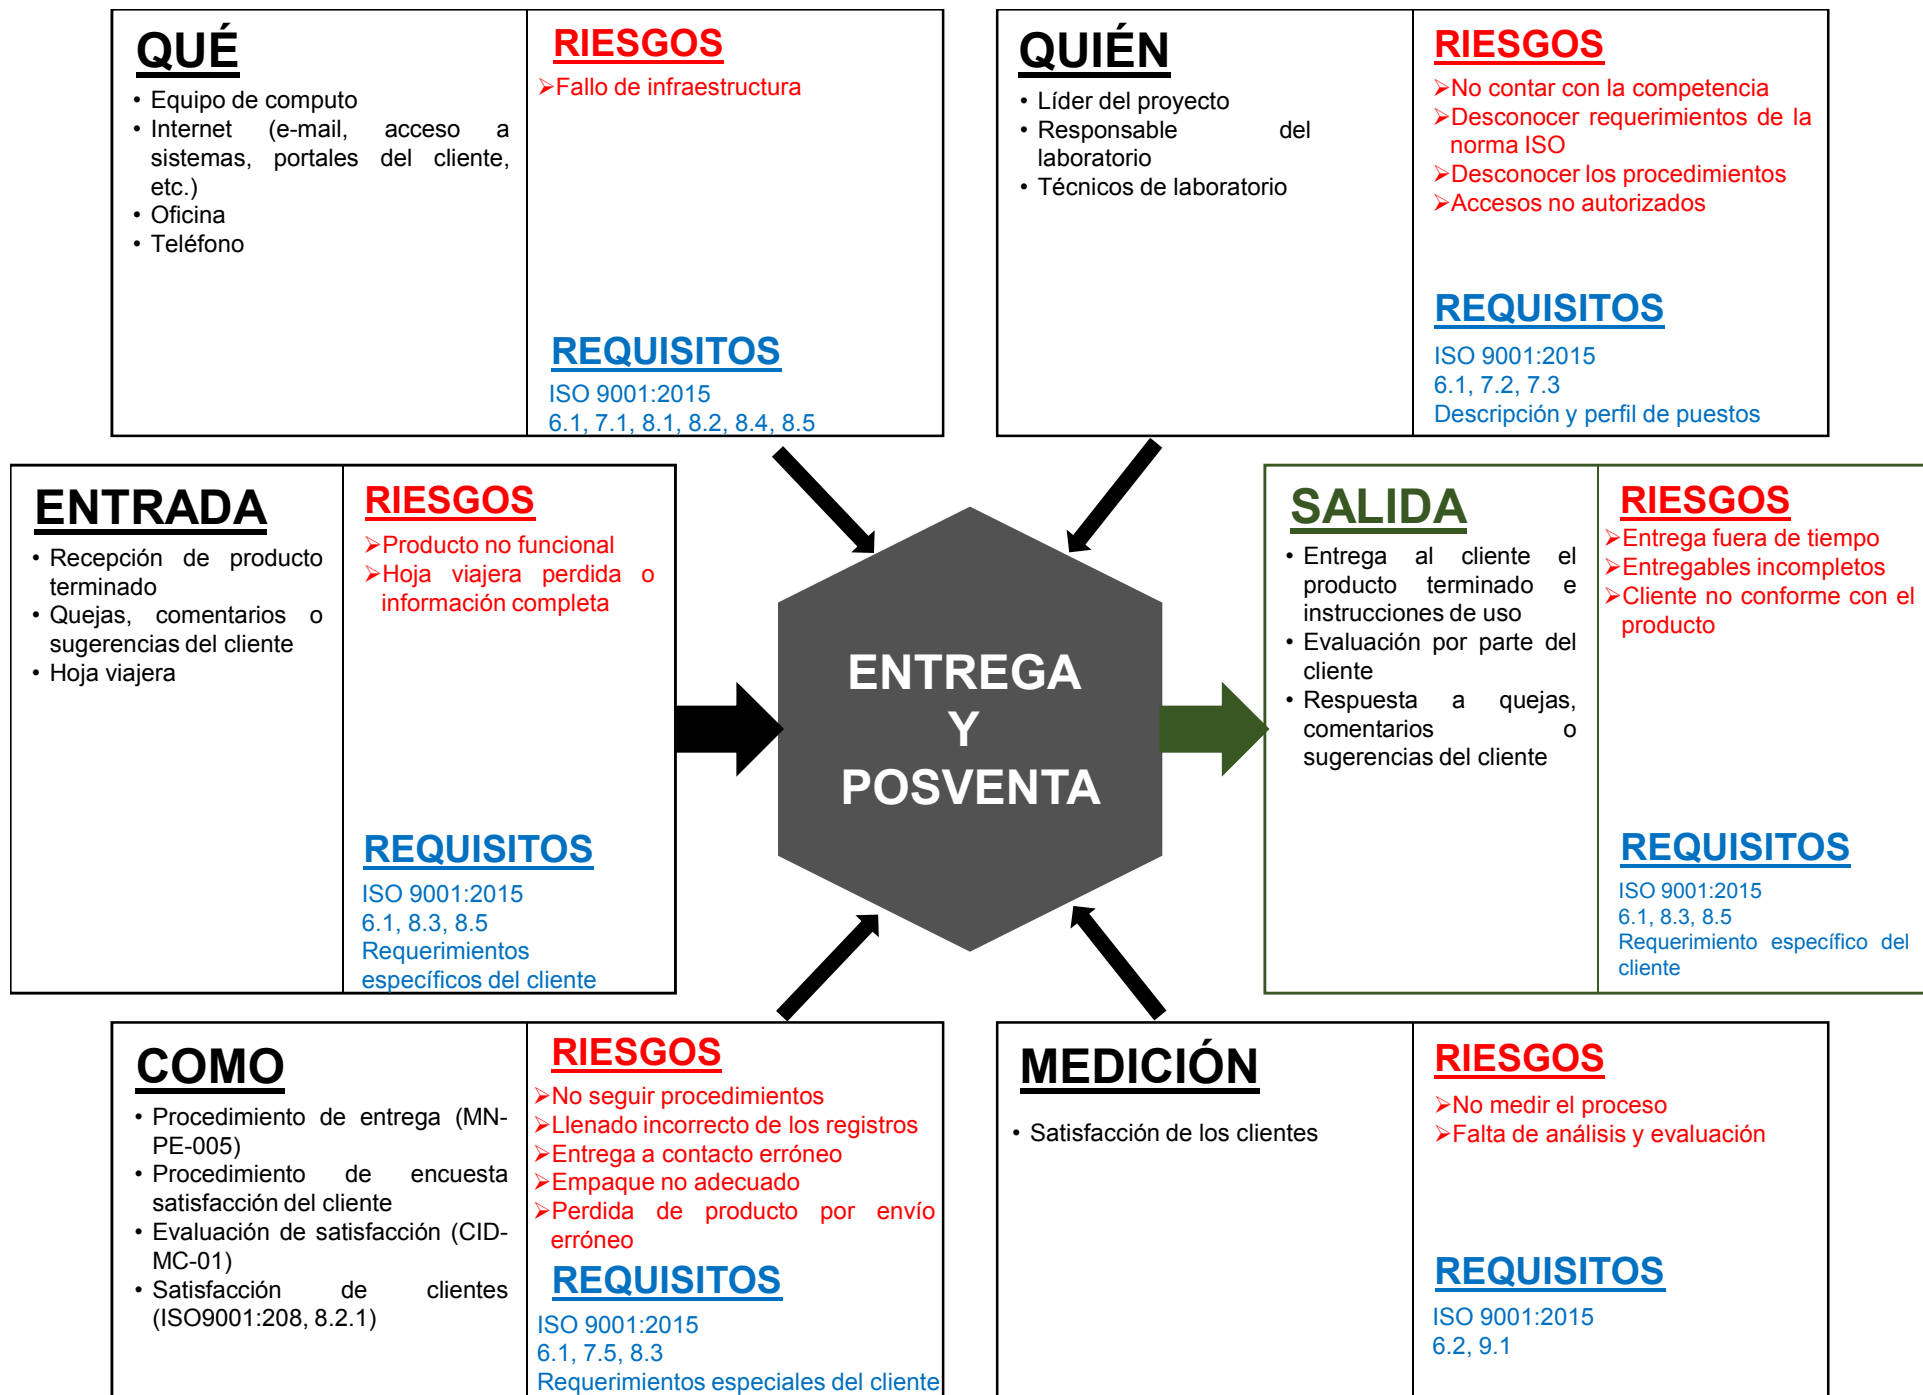 QUÉ
• Equipo de computo
• Internet (e-mail, acceso a
sistemas, portales del cliente,
etc.)
• Oficina
• Teléfono
RIESGOS
➢Fallo de infraestructura
REQUISITOS
ISO 9001:2015
6.1, 7.1, 8.1, 8.2, 8.4, 8.5
QUIÉN
• Líder del proyecto
• Responsable del
laboratorio
• Técnicos de laboratorio
RIESGOS
➢No contar con la competencia
➢Desconocer requerimientos de la
norma ISO
➢Desconocer los procedimientos
➢Accesos no autorizados
REQUISITOS
ISO 9001:2015
6.1, 7.2, 7.3
Descripción y perfil de puestos
ENTRADA
• Recepción de producto
terminado
• Quejas, comentarios o
sugerencias del cliente
• Hoja viajera
RIESGOS
➢Producto no funcional
➢Hoja viajera perdida o
información completa
REQUISITOS
ISO 9001:2015
6.1, 8.3, 8.5
Requerimientos
específicos del cliente
ENTREGA
Y
POSVENTA
SALIDA
• Entrega al cliente el
producto terminado e
instrucciones de uso
• Evaluación por parte del
cliente
• Respuesta a quejas,
comentarios o
sugerencias del cliente
RIESGOS
➢Entrega fuera de tiempo
➢Entregables incompletos
➢Cliente no conforme con el
producto
REQUISITOS
ISO 9001:2015
6.1, 8.3, 8.5
Requerimiento específico del
cliente
COMO
• Procedimiento de entrega (MN-
PE-005)
• Procedimiento de encuesta
satisfacción del cliente
• Evaluación de satisfacción (CID-
MC-01)
• Satisfacción de clientes
(ISO9001:208, 8.2.1)
RIESGOS
➢No seguir procedimientos
➢Llenado incorrecto de los registros
➢Entrega a contacto erróneo
➢Empaque no adecuado
➢Perdida de producto por envío
erróneo
REQUISITOS
ISO 9001:2015
6.1, 7.5, 8.3
Requerimientos especiales del cliente
MEDICIÓN
• Satisfacción de los clientes
RIESGOS
➢No medir el proceso
➢Falta de análisis y evaluación
REQUISITOS
ISO 9001:2015
6.2, 9.1